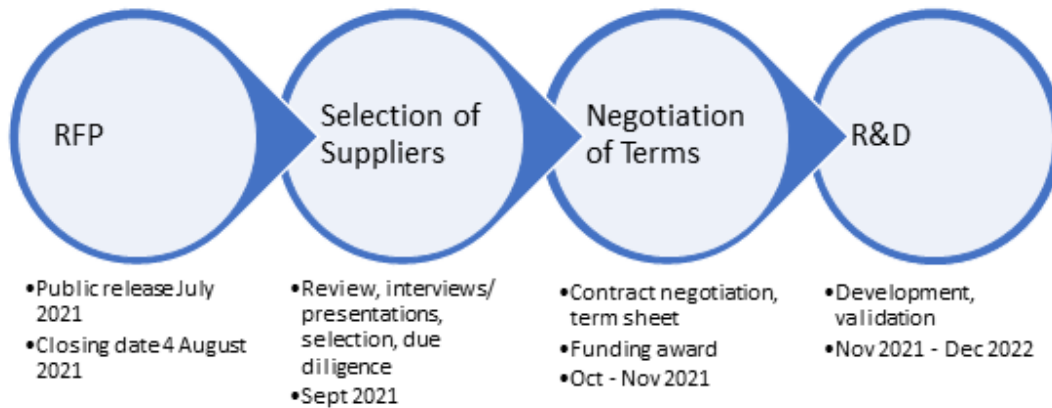 RFP
Selection of
Suppliers
Negotiation
of Terms
R&D
•Public release July
2021
•Closing date 4 August
2021
•Review, interviews/
presentations,
selection, due
diligence
•Sept 2021
•Contract negotiation,
term sheet
•Funding award
•Oct - Nov 2021
•Development,
validation
•Nov 2021 - Dec 2022